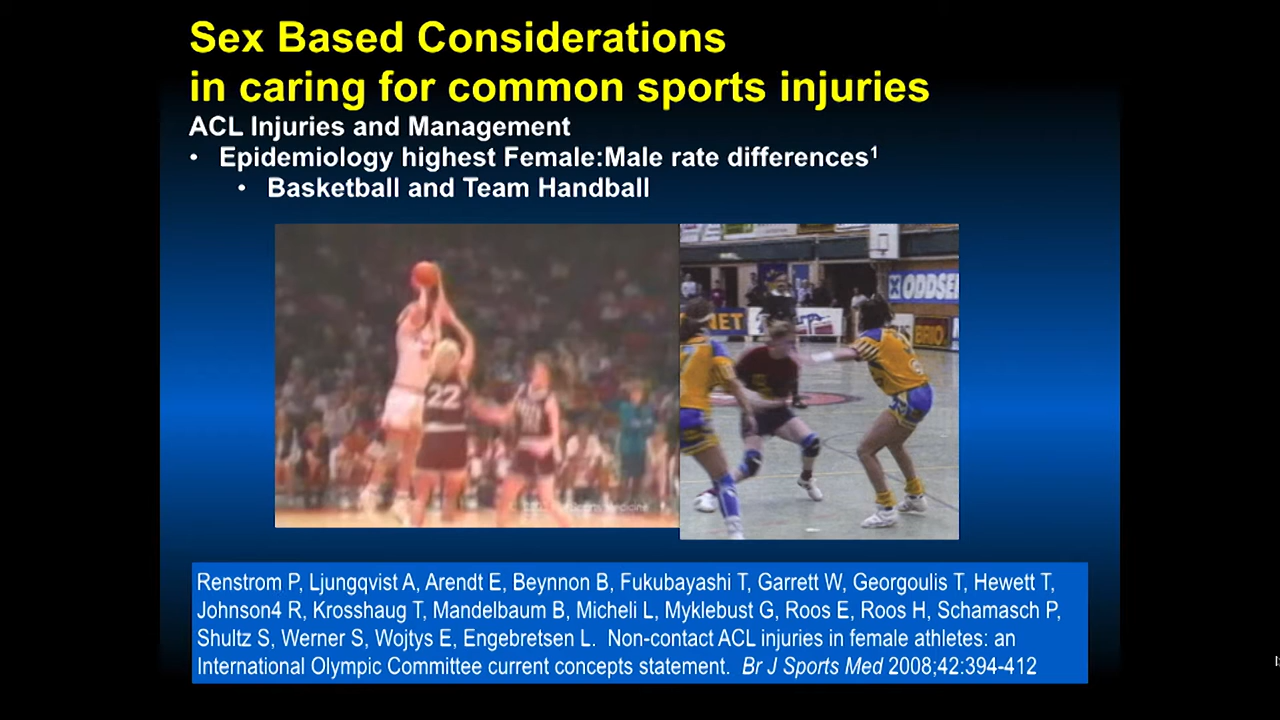 Sex Based Considerations
in caring for common sports injuries
ACL Injuries and Management
• Epidemiology highest Female:Male rate differences¹
• Basketball and Team Handball
22
ODDSE
NET
BRIO
Renstrom P, Ljungqvist A, Arendt E, Beynnon B, Fukubayashi T, Garrett W, Georgoulis T, Hewett T,
Johnson4 R, Krosshaug T, Mandelbaum B, Micheli L, Myklebust G, Roos E, Roos H, Schamasch P,
Shultz S, Werner S, Wojtys E, Engebretsen L. Non-contact ACL injuries in female athletes: an
International Olympic Committee current concepts statement. Br J Sports Med 2008;42:394-412